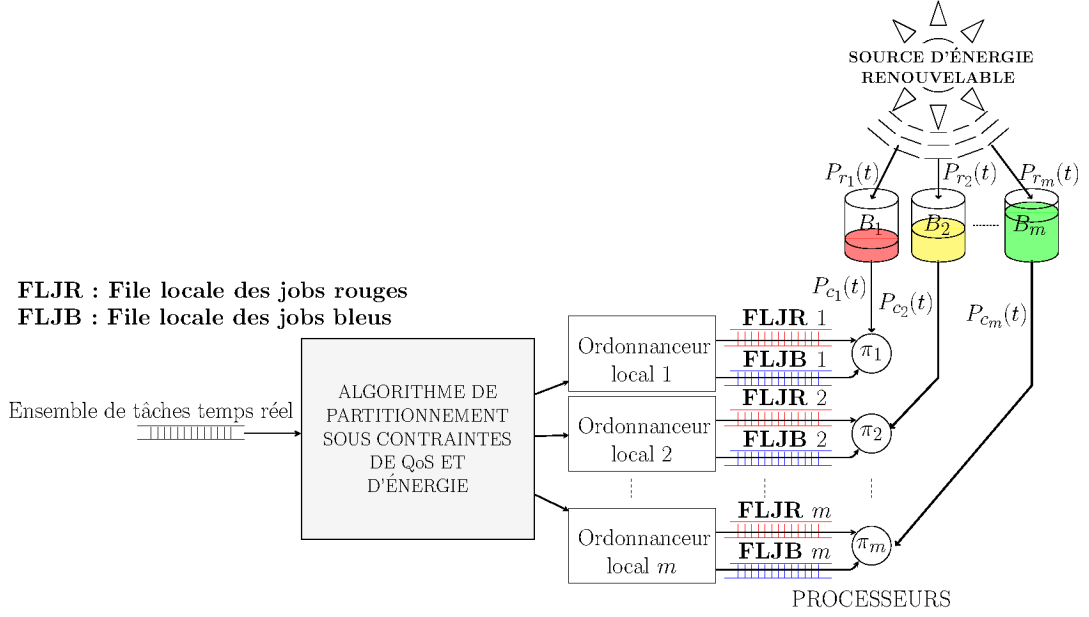 SOURCE D'ÉNERGIE
RENOUVELABLE
P_{r_1}(t)
P_{r_2}(t)
P_{r_m}(t)
B_1
B_2
B_m
P_{c_1}(t)
P_{c_2}(t)
P_{c_m}(t)
FLJR : File locale des jobs rouges
FLJB : File locale des jobs bleus
Ensemble de tâches temps réel
ALGORITHME DE
PARTITIONNEMENT
SOUS CONTRAINTES
DE QoS ET
D'ÉNERGIE
Ordonnanceur
local 1
FLJR 1
FLJB 1
π_1
Ordonnanceur
local 2
FLJR 2
FLJB 2
π_2
Ordonnanceur
local m
FLJR m
FLJB m
π_m
PROCESSEURS